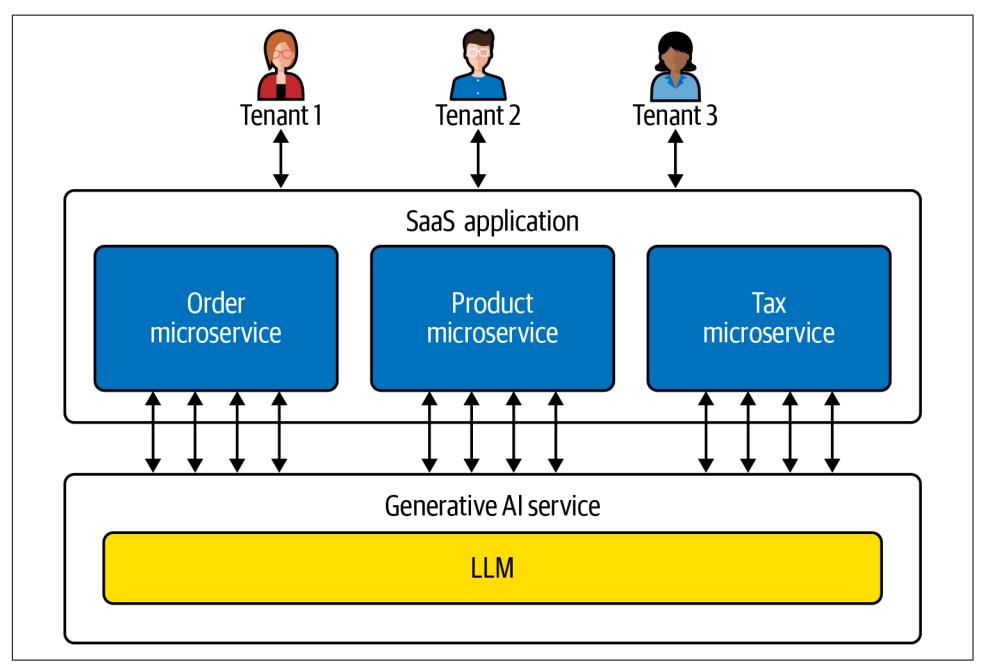 Tenant 1
Tenant 2
Tenant 3
SaaS application
Order
microservice
Product
microservice
Tax
microservice
Generative AI service
LLM